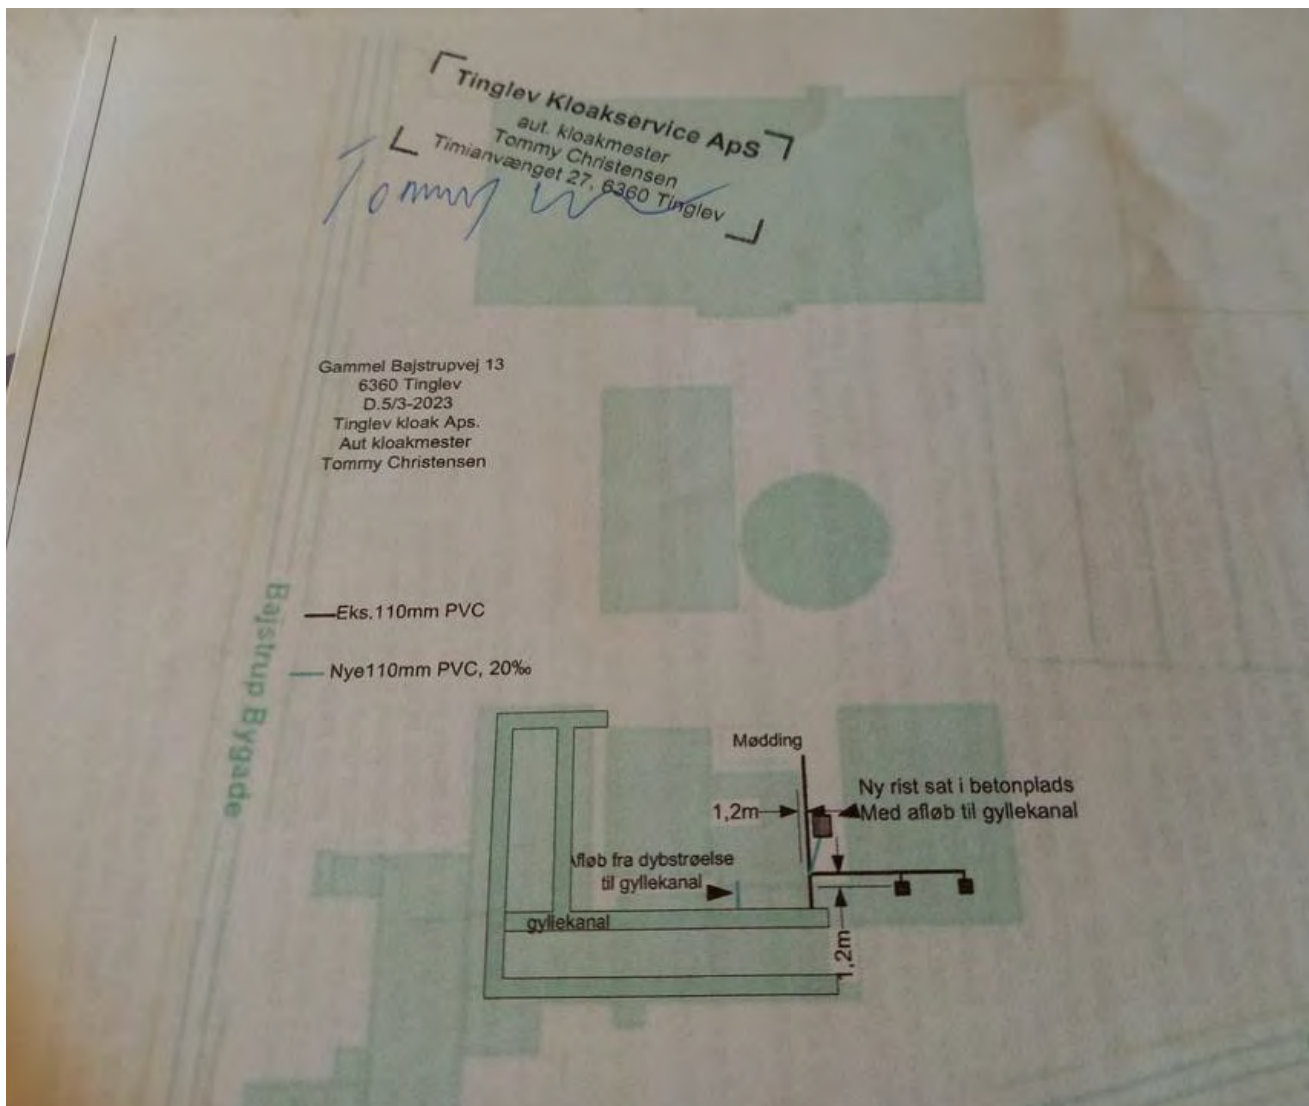 Tinglev Kloakservice ApS
aut. kloakmester
Tommy Christensen
Timianvænget 27, 6360 Tinglev
Tommy
Gammel Bajstrupvej 13
6360 Tinglev
D.5/3-2023
Tinglev kloak Aps.
Aut kloakmester
Tommy Christensen
Bajstrup Bygade
Eks.110mm PVC
Nye110mm PVC, 20‰
Mødding
Ny rist sat i betonplads
1,2m
Med afløb til gyllekanal
Afløb fra dybstrøelse
til gyllekanal
gyllekanal
1,2m